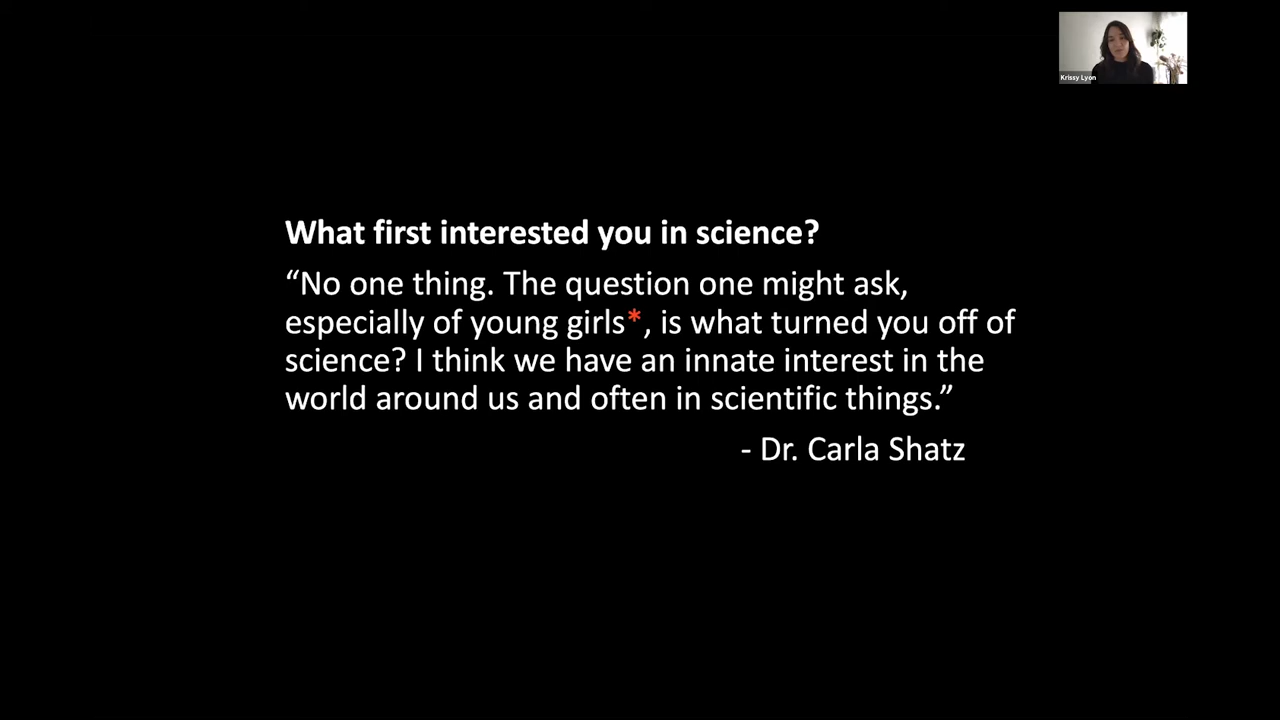 Krissy Lyon
What first interested you in science?
“No one thing. The question one might ask,
especially of young girls*, is what turned you off of
science? I think we have an innate interest in the
world around us and often in scientific things.”
- Dr. Carla Shatz